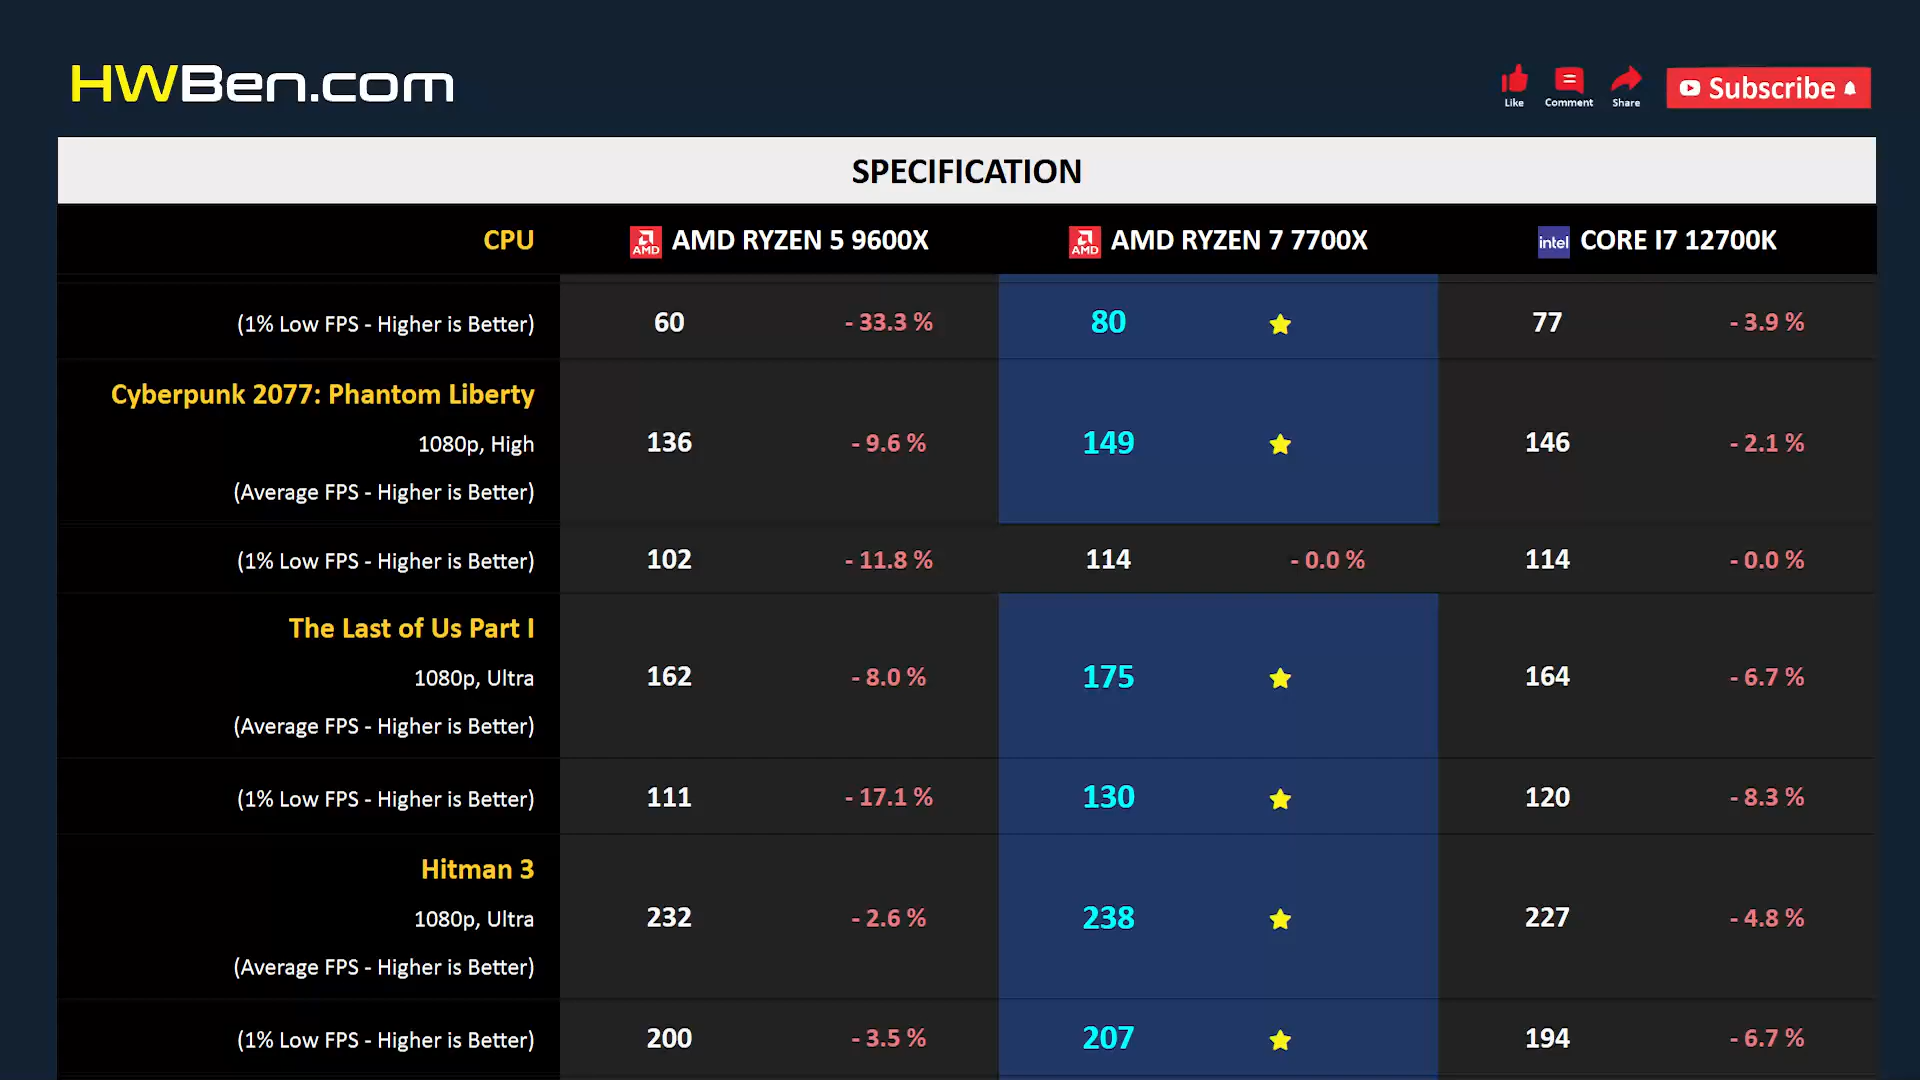 HWBen.com
Like
Comment
Share
Subscribe
SPECIFICATION
CPU AMD AMD RYZEN 5 9600X AMD AMD RYZEN 7 7700X intel CORE I7 12700K
(1% Low FPS - Higher is Better) 60 - 33.3 % 80 77 - 3.9 %
Cyberpunk 2077: Phantom Liberty
1080p, High 136 - 9.6 % 149 146 - 2.1 %
(Average FPS - Higher is Better)
(1% Low FPS - Higher is Better) 102 - 11.8 % 114 - 0.0 % 114 - 0.0 %
The Last of Us Part I
1080p, Ultra 162 - 8.0 % 175 164 - 6.7 %
(Average FPS - Higher is Better)
(1% Low FPS - Higher is Better) 111 - 17.1 % 130 120 - 8.3 %
Hitman 3
1080p, Ultra 232 - 2.6 % 238 227 - 4.8 %
(Average FPS - Higher is Better)
(1% Low FPS - Higher is Better) 200 - 3.5 % 207 194 - 6.7 %